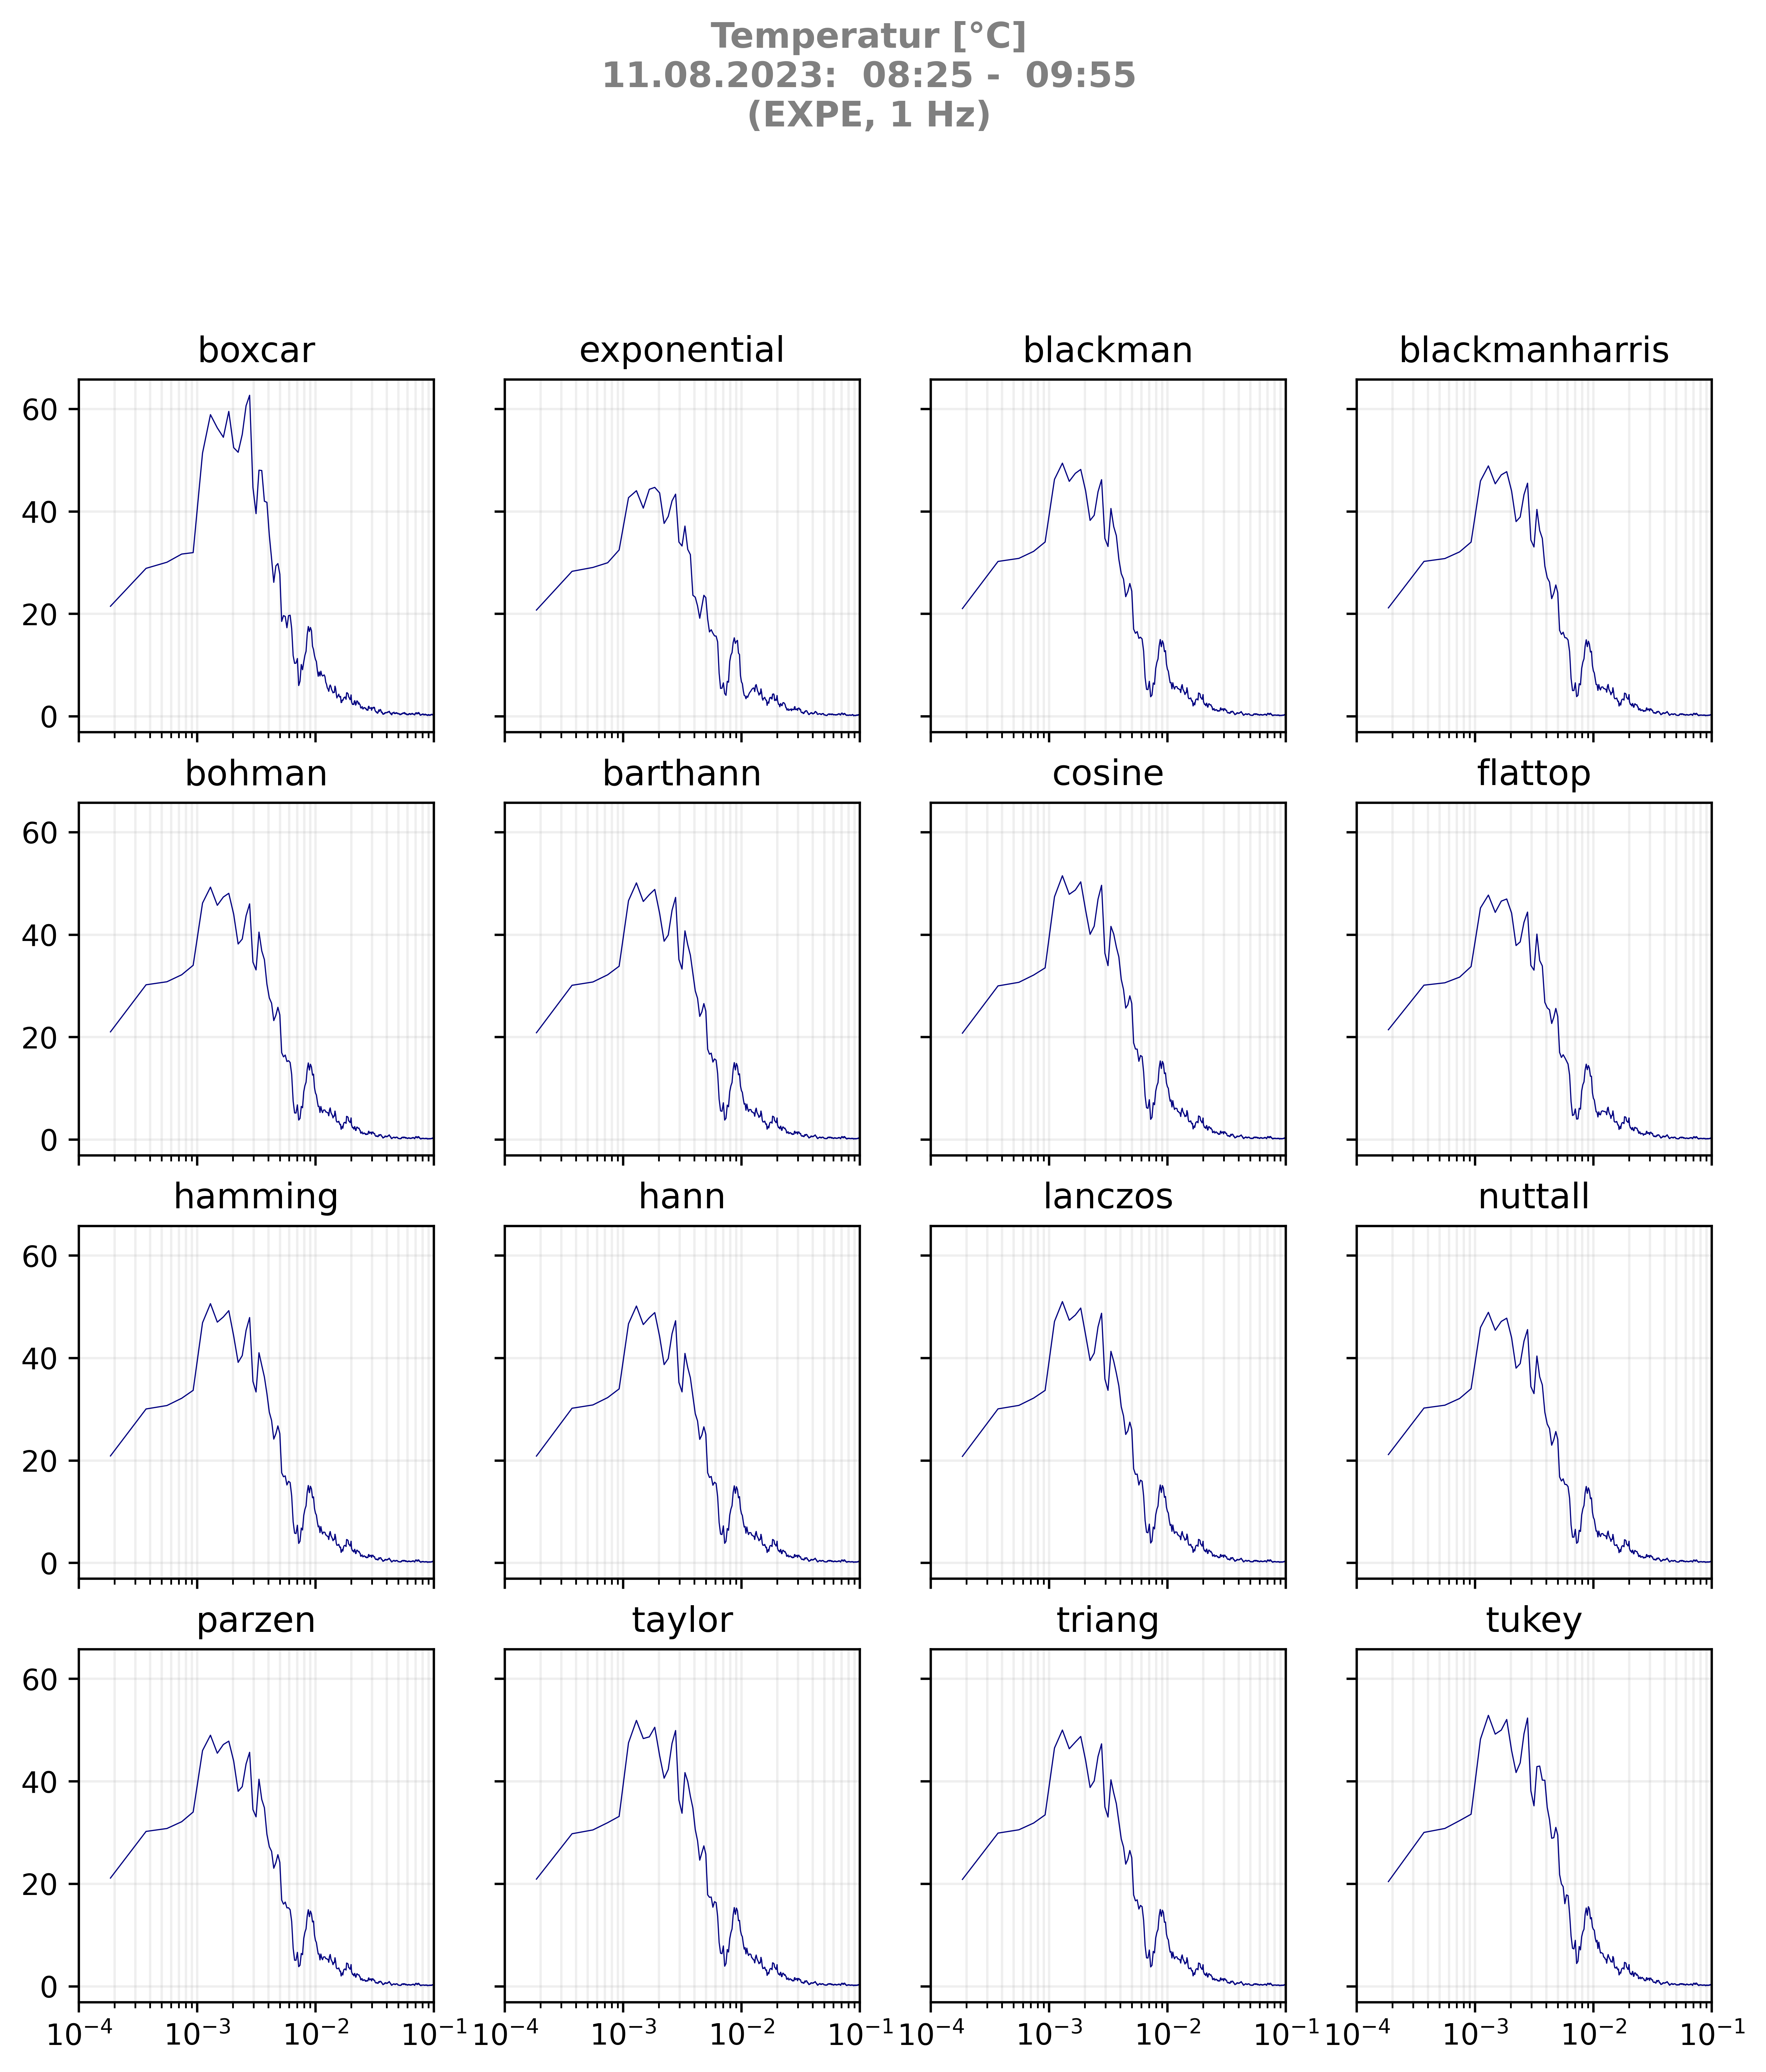 Temperatur [°C]
11.08.2023:  08:25 -  09:55
(EXPE, 1 Hz)
boxcar exponential blackman blackmanharris
60
40
20
0
bohman barthann cosine flattop
60
40
20
0
hamming hann lanczos nuttall
60
40
20
0
parzen taylor triang tukey
60
40
20
0
10⁻⁴ 10⁻³ 10⁻² 10⁻¹ 10⁻⁴ 10⁻³ 10⁻² 10⁻¹ 10⁻⁴ 10⁻³ 10⁻² 10⁻¹ 10⁻⁴ 10⁻³ 10⁻² 10⁻¹